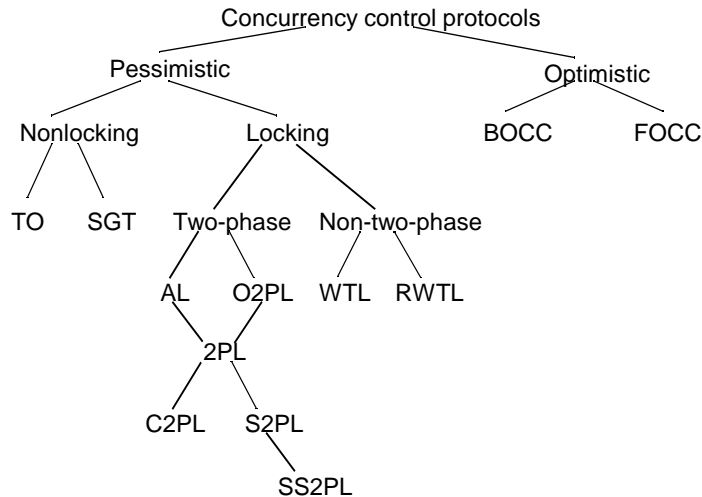 Concurrency control protocols
Pessimistic
Optimistic
Nonlocking
Locking
BOCC
FOCC
TO
SGT
Two-phase
Non-two-phase
AL
O2PL
WTL
RWTL
2PL
C2PL
S2PL
SS2PL